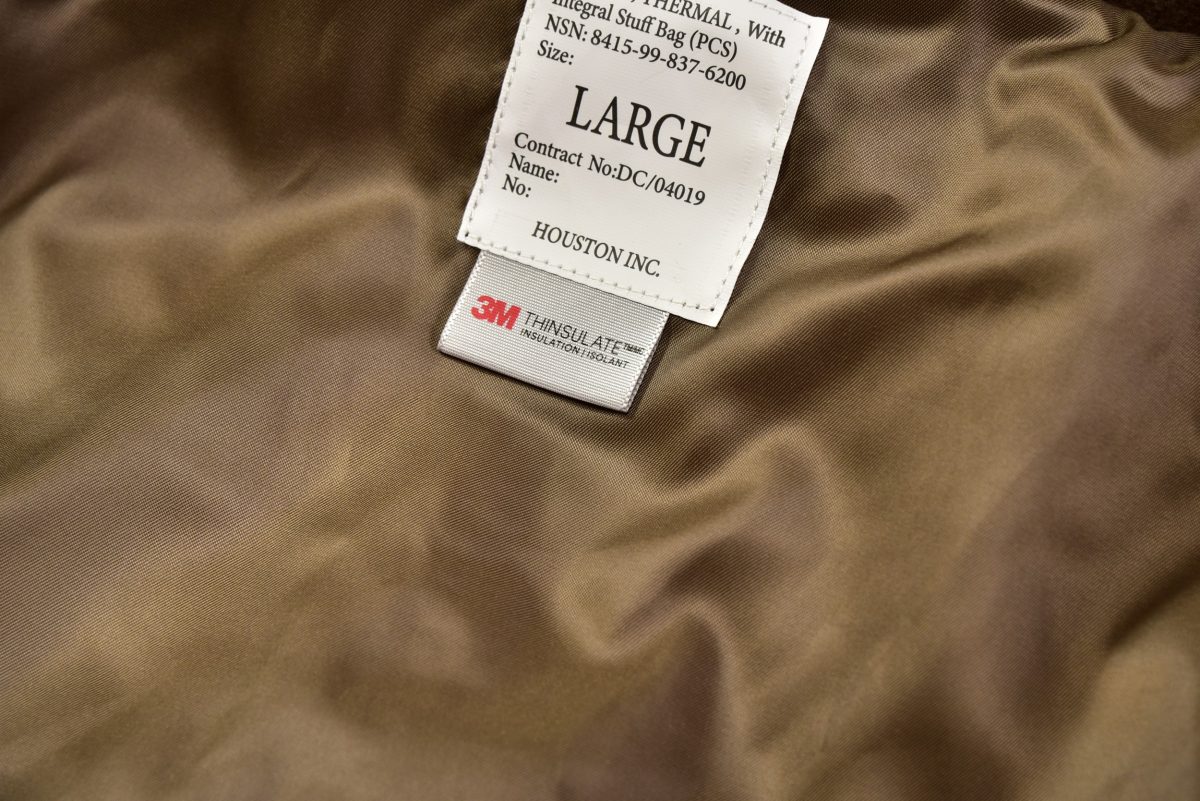 THERMAL , With
Integral Stuff Bag (PCS)
NSN: 8415-99-837-6200
Size:
LARGE
Contract No:DC/04019
Name:
No:
HOUSTON INC.
3M THINSULATE
INSULATION | ISOLANT